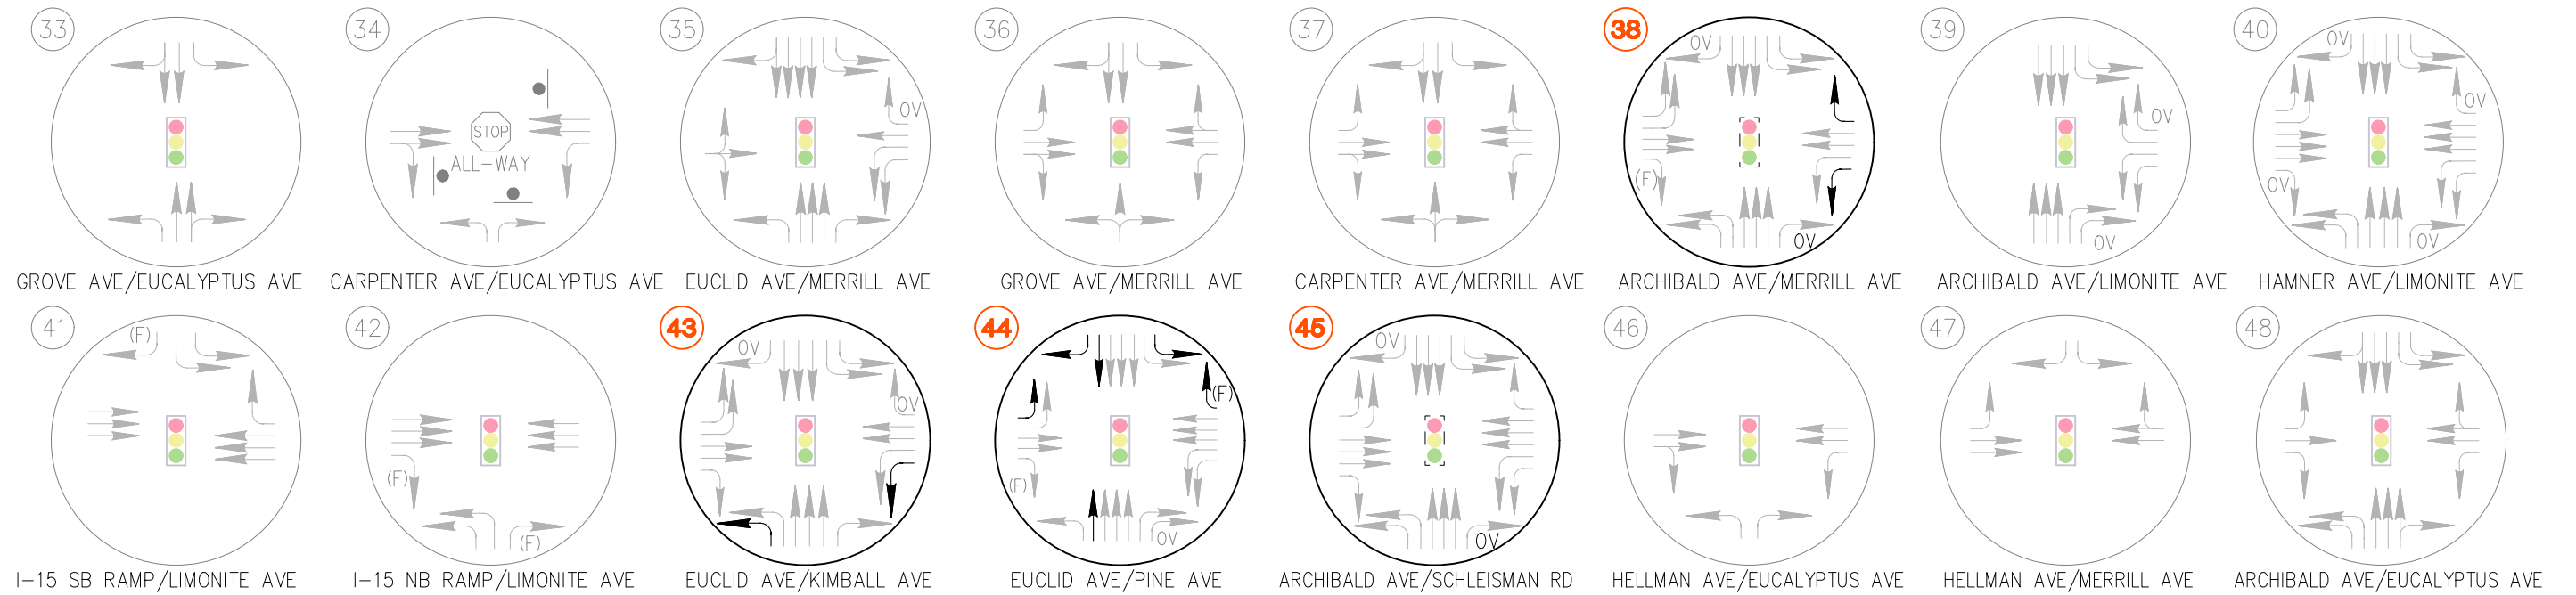 33 34 35 36 37 38 39 40
OV OV
OV
OV OV OV
STOP
ALL-WAY
(F) OV
OV OV OV
GROVE AVE/EUCALYPTUS AVE CARPENTER AVE/EUCALYPTUS AVE EUCLID AVE/MERRILL AVE GROVE AVE/MERRILL AVE CARPENTER AVE/MERRILL AVE ARCHIBALD AVE/MERRILL AVE ARCHIBALD AVE/LIMONITE AVE HAMNER AVE/LIMONITE AVE
41 42 43 44 45 46 47 48
(F) OV OV
OV (F)
(F) (F)
(F) (F) OV OV
I-15 SB RAMP/LIMONITE AVE I-15 NB RAMP/LIMONITE AVE EUCLID AVE/KIMBALL AVE EUCLID AVE/PINE AVE ARCHIBALD AVE/SCHLEISMAN RD HELLMAN AVE/EUCALYPTUS AVE HELLMAN AVE/MERRILL AVE ARCHIBALD AVE/EUCALYPTUS AVE